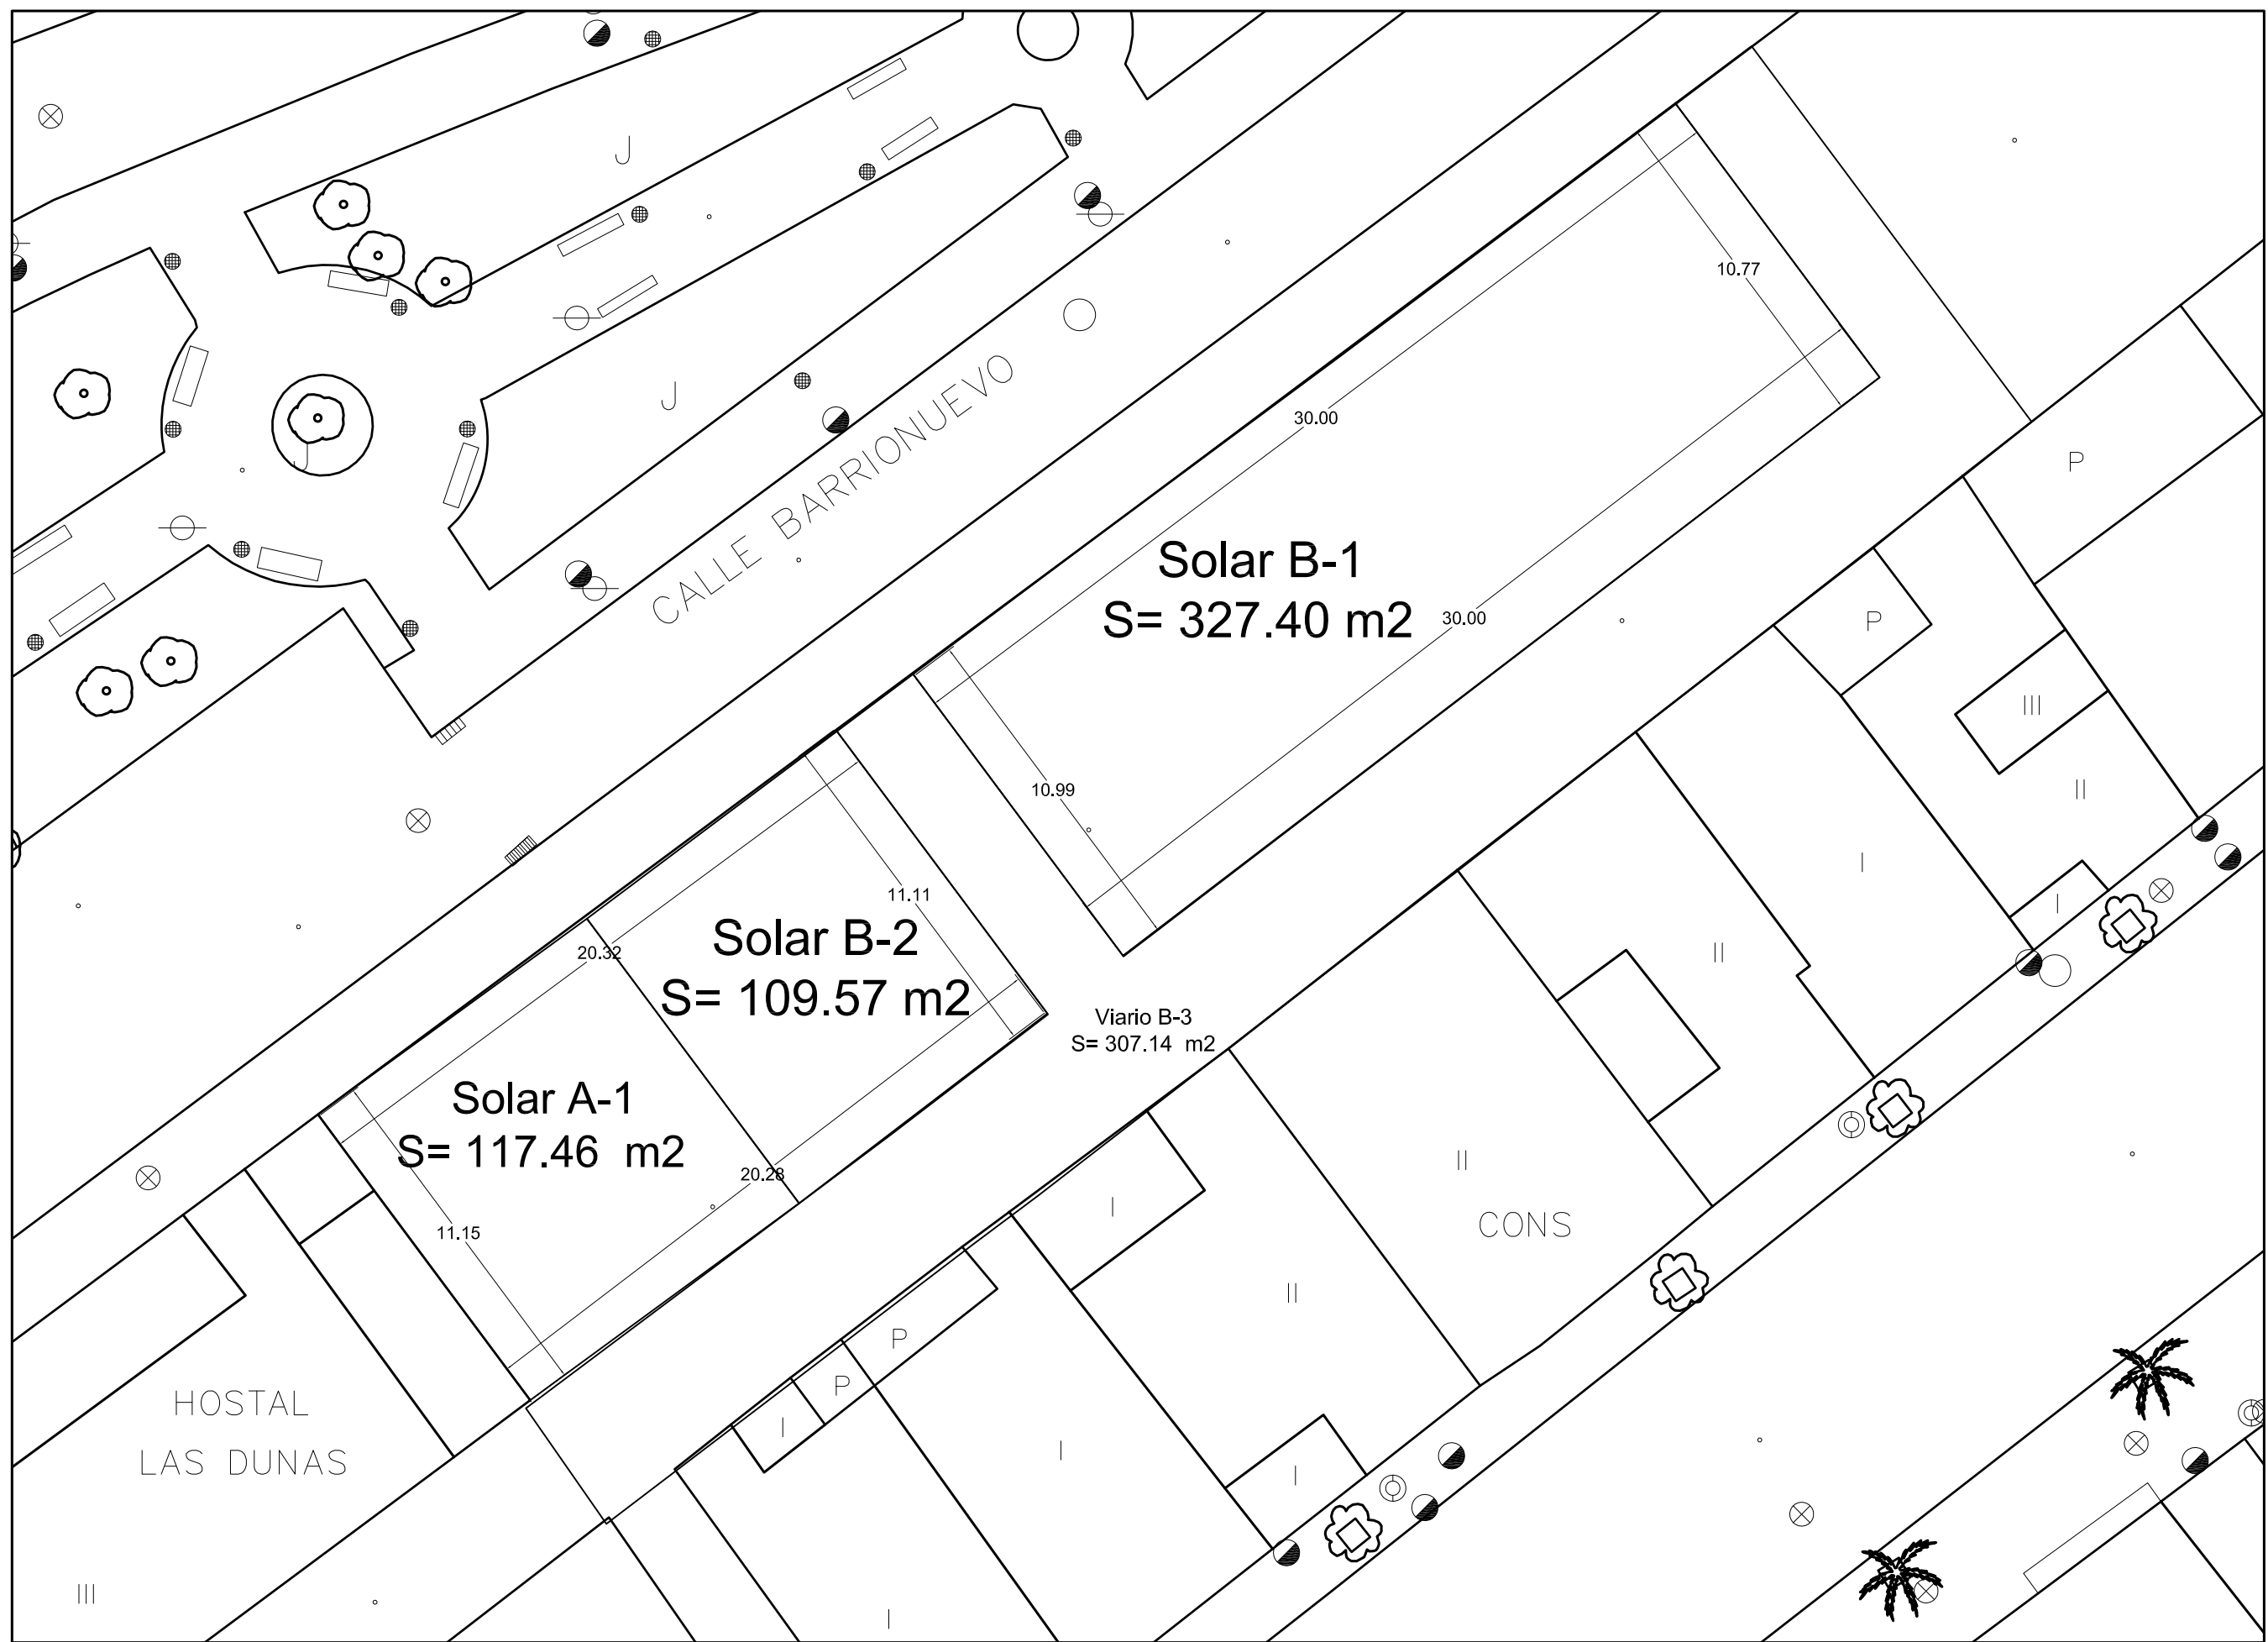 J
J
J
10.77
30.00
CALLE BARRIONUEVO
P
Solar B-1
S= 327.40 m2
30.00
P
III
II
10.99
I
11.11
I
Solar B-2
20.32
S= 109.57 m2
II
Viario B-3
S= 307.14 m2
Solar A-1
S= 117.46 m2
20.28
II
I
CONS
11.15
II
P
P
HOSTAL
LAS DUNAS
I
I
I
III
I